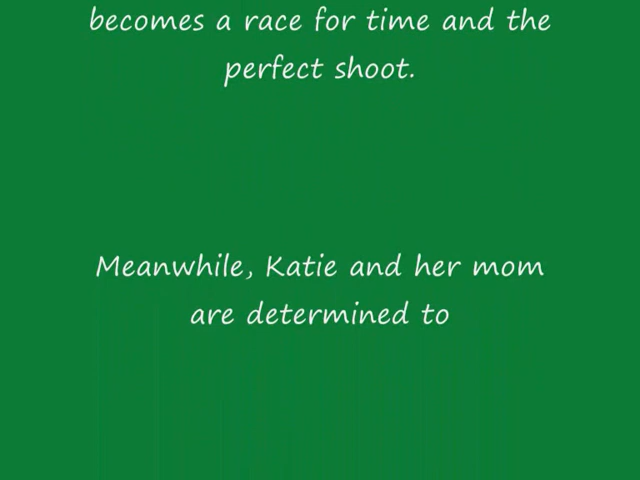 becomes a race for time and the
perfect shoot.
Meanwhile, Katie and her mom
are determined to